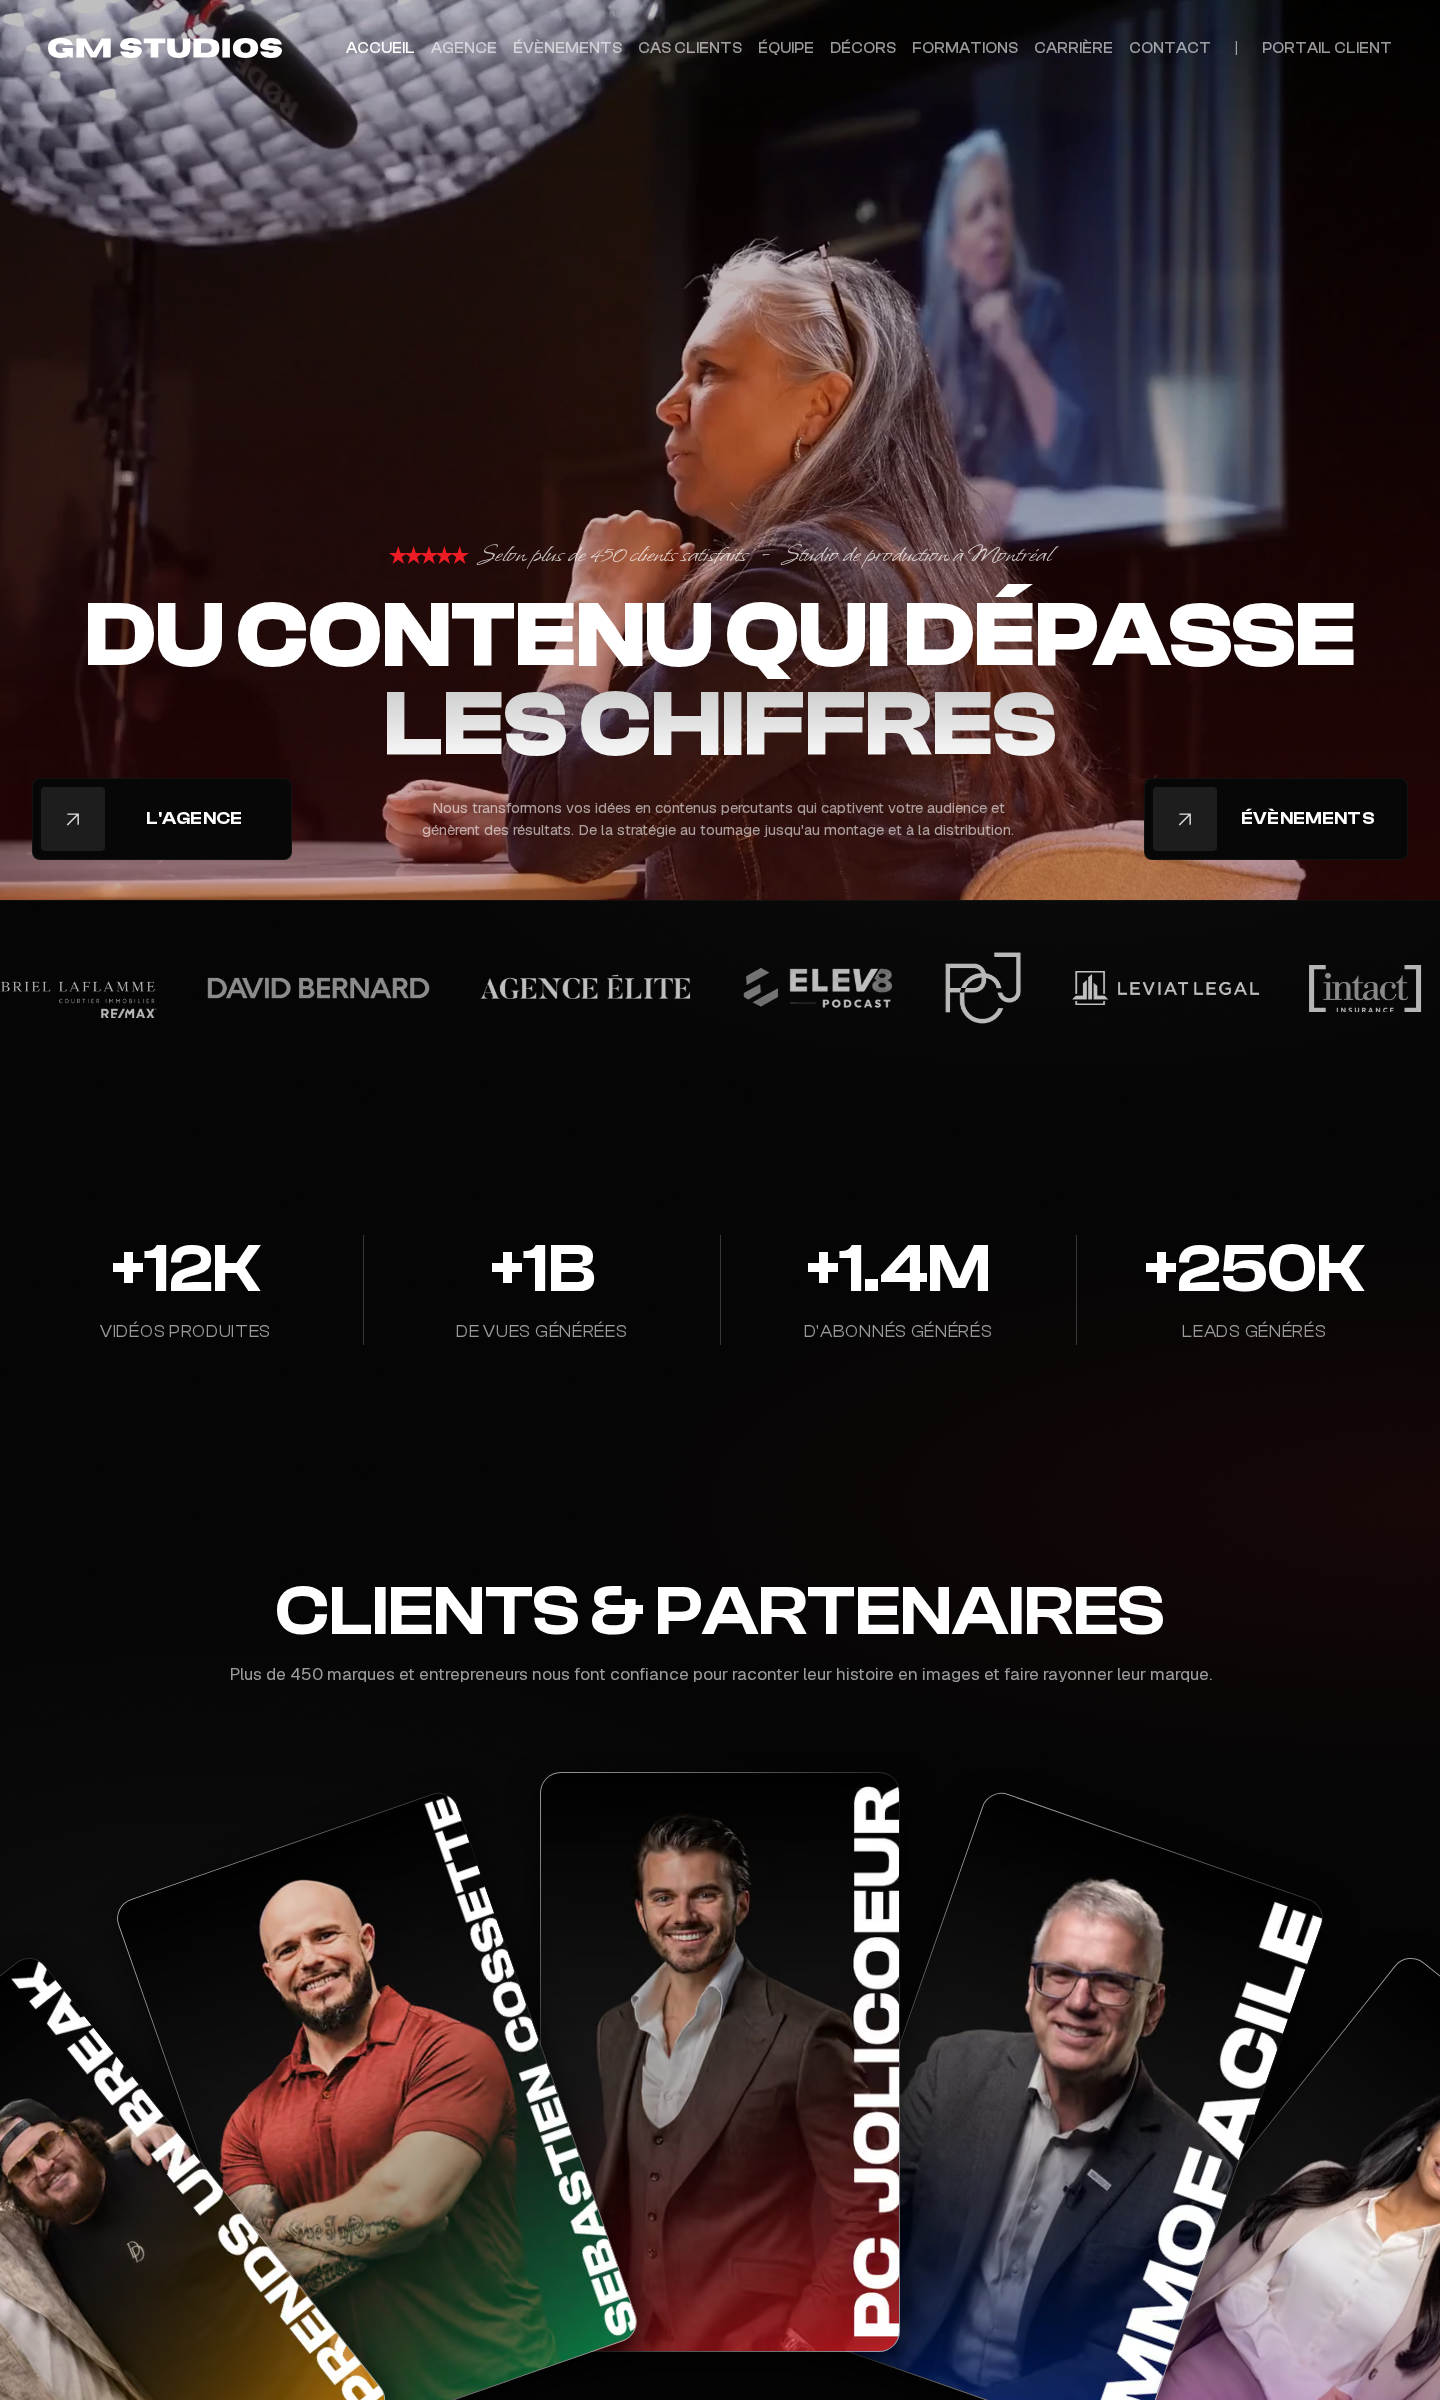 GM STUDIOS
ACCUEIL AGENCE ÉVÈNEMENTS CAS CLIENTS ÉQUIPE DÉCORS FORMATIONS CARRIÈRE CONTACT | PORTAIL CLIENT
RØDE
★★★★★ Selon plus de 450 clients satisfaits - Studio de production à Montréal
DU CONTENU QUI DÉPASSE
LES CHIFFRES
L'AGENCE
Nous transformons vos idées en contenus percutants qui captivent votre audience et
génèrent des résultats. De la stratégie au tournage jusqu'au montage et à la distribution.
ÉVÈNEMENTS
BRIEL LAFLAMME
COURTIER IMMOBILIER
RE/MAX
DAVID BERNARD
AGENCE ÉLITE
ELEV8
PODCAST
PCJ
LEVIAT LEGAL
[intact]
INSURANCE
+12K
VIDÉOS PRODUITES
+1B
DE VUES GÉNÉRÉES
+1.4M
D'ABONNÉS GÉNÉRÉS
+250K
LEADS GÉNÉRÉS
CLIENTS & PARTENAIRES
Plus de 450 marques et entrepreneurs nous font confiance pour raconter leur histoire en images et faire rayonner leur marque.
PRENDS UN BREAK
SEBASTIEN COSSETTE
PC JOLICOEUR
MMOFACILE